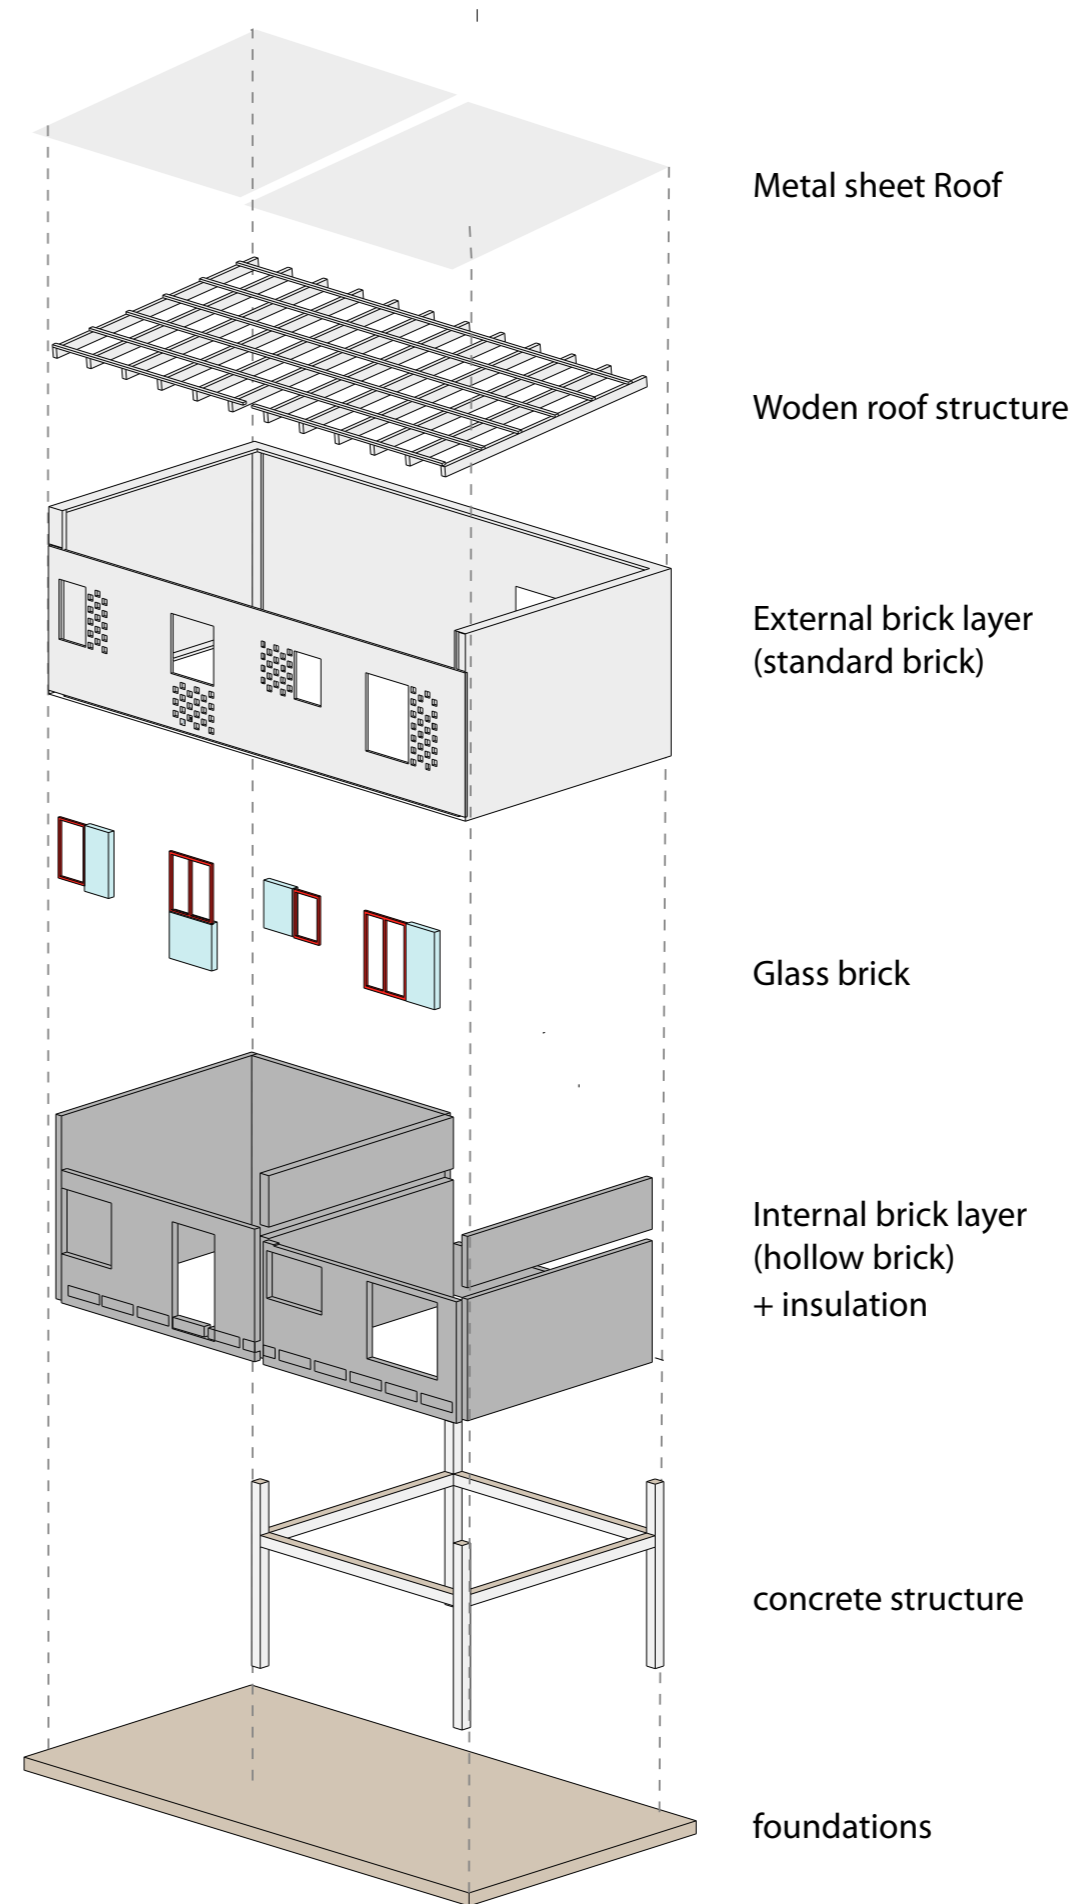 Metal sheet Roof
Woden roof structure
External brick layer
(standard brick)
Glass brick
Internal brick layer
(hollow brick)
+ insulation
concrete structure
foundations